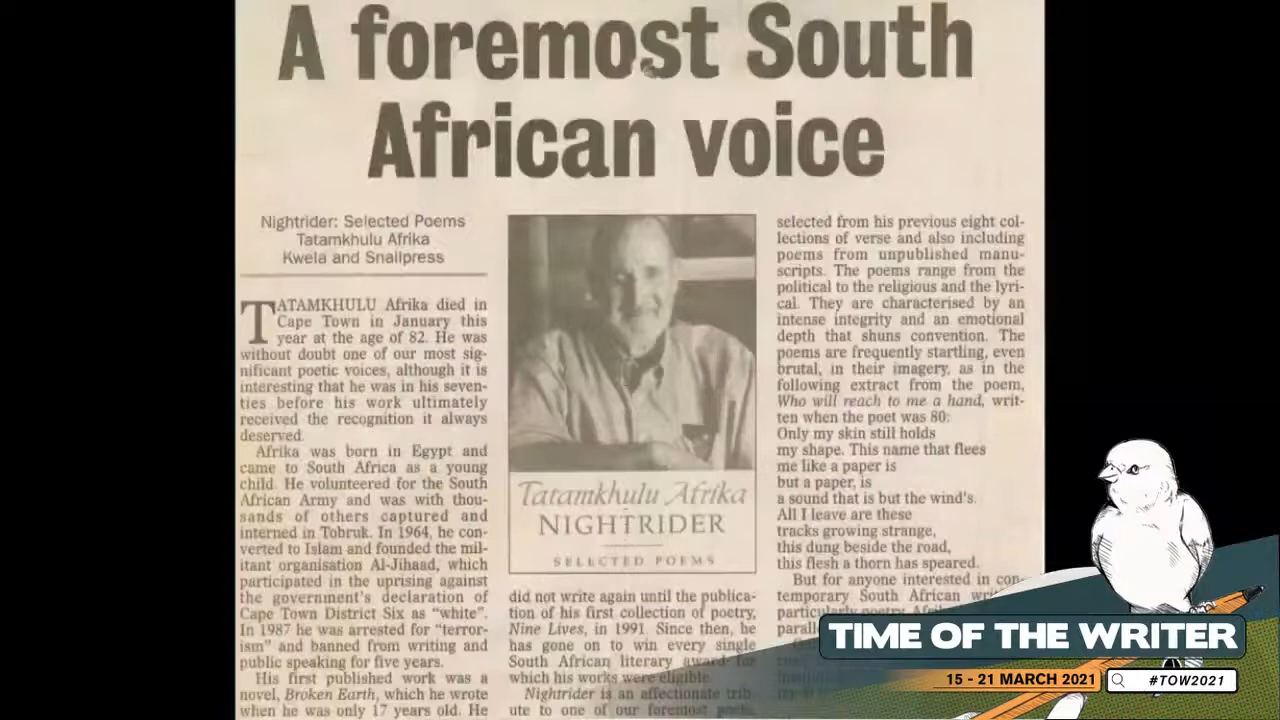 A foremost South
African voice
Nightrider: Selected Poems
Tatamkhulu Afrika
Kwela and Snailpress
TATAMKHULU Afrika died in
Cape Town in January this
year at the age of 82. He was
without doubt one of our most sig-
nificant poetic voices, although it is
interesting that he was in his seven-
ties before his work ultimately
received the recognition it always
deserved.
Afrika was born in Egypt and
came to South Africa as a young
child. He volunteered for the South
African Army and was with thou-
sands of others captured and
interned in Tobruk. In 1964, he con-
verted to Islam and founded the mil-
itant organisation Al-Jihaad, which
participated in the uprising against
the government's declaration of
Cape Town District Six as "white".
In 1987 he was arrested for "terror-
ism" and banned from writing and
public speaking for five years.
His first published work was a
novel, Broken Earth, which he wrote
when he was only 17 years old. He
Tatamkhulu Afrika
NIGHTRIDER
SELECTED POEMS
did not write again until the publica-
tion of his first collection of poetry,
Nine Lives, in 1991. Since then, he
has gone on to win every single
South African literary award for
which his works were eligible.
Nightrider is an affectionate trib-
ute to one of our foremost poets,
selected from his previous eight col-
lections of verse and also including
poems from unpublished manu-
scripts. The poems range from the
political to the religious and the lyri-
cal. They are characterised by an
intense integrity and an emotional
depth that shuns convention. The
poems are frequently startling, even
brutal, in their imagery, as in the
following extract from the poem,
Who will reach to me a hand, writ-
ten when the poet was 80:
Only my skin still holds
my shape. This name that flees
me like a paper is
but a paper, is
a sound that is but the wind's.
All I leave are these
tracks growing strange,
this dung beside the road,
this flesh a thorn has speared.
But for anyone interested in con-
temporary South African
particularly poetry
TIME OF THE WRITER
15 - 21 MARCH 2021
#TOW2021